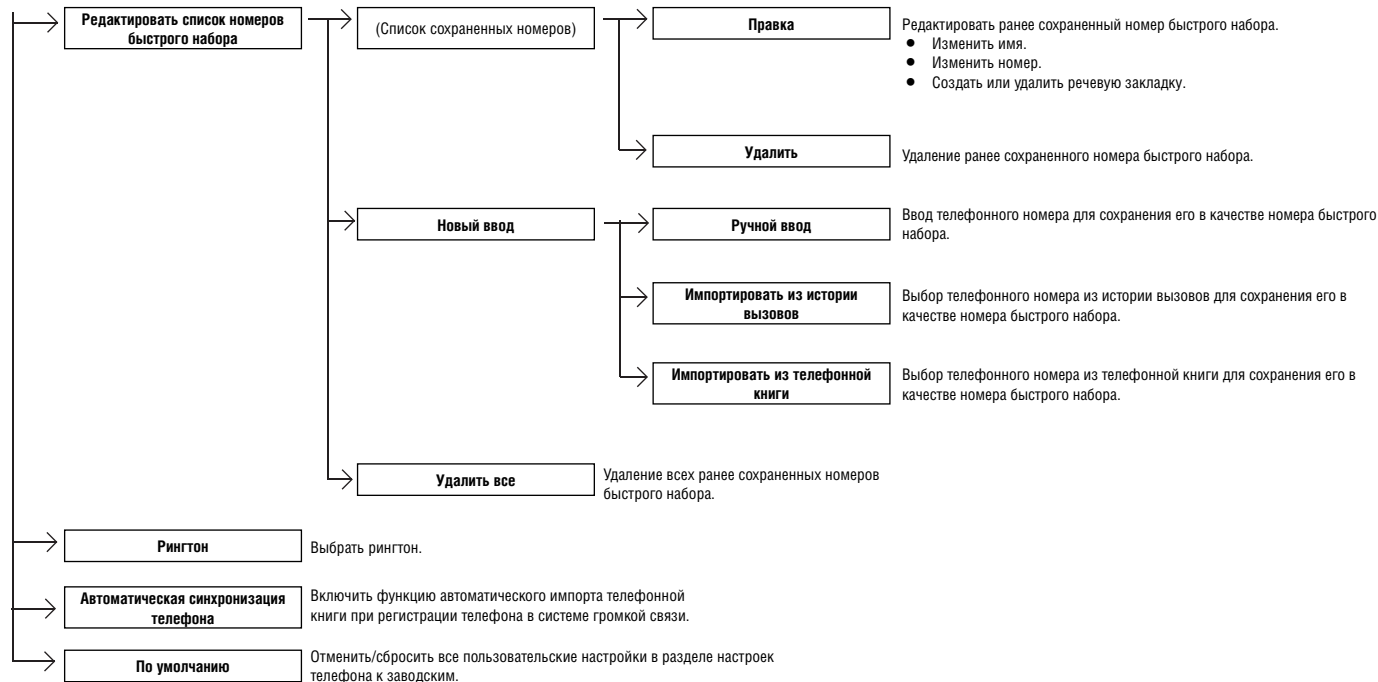 Редактировать список номеров
быстрого набора
(Список сохраненных номеров)
Правка
Редактировать ранее сохраненный номер быстрого набора.
● Изменить имя.
● Изменить номер.
● Создать или удалить речевую закладку.
Удалить
Удаление ранее сохраненного номера быстрого набора.
Новый ввод
Ручной ввод
Ввод телефонного номера для сохранения его в качестве номера быстрого
набора.
Импортировать из истории
вызовов
Выбор телефонного номера из истории вызовов для сохранения его в
качестве номера быстрого набора.
Импортировать из телефонной
книги
Выбор телефонного номера из телефонной книги для сохранения его в
качестве номера быстрого набора.
Удалить все
Удаление всех ранее сохраненных номеров
быстрого набора.
Рингтон
Выбрать рингтон.
Автоматическая синхронизация
телефона
Включить функцию автоматического импорта телефонной
книги при регистрации телефона в системе громкой связи.
По умолчанию
Отменить/сбросить все пользовательские настройки в разделе настроек
телефона к заводским.